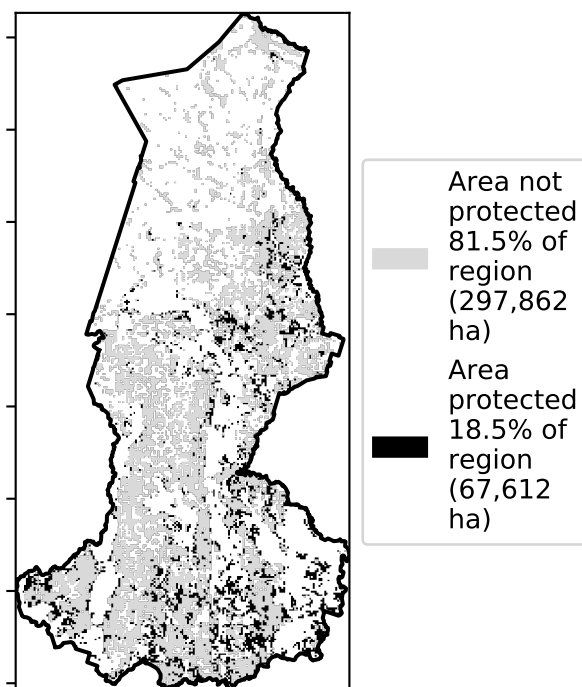 Area not
protected
81.5% of
region
(297,862
ha)
Area
protected
18.5% of
region
(67,612
ha)